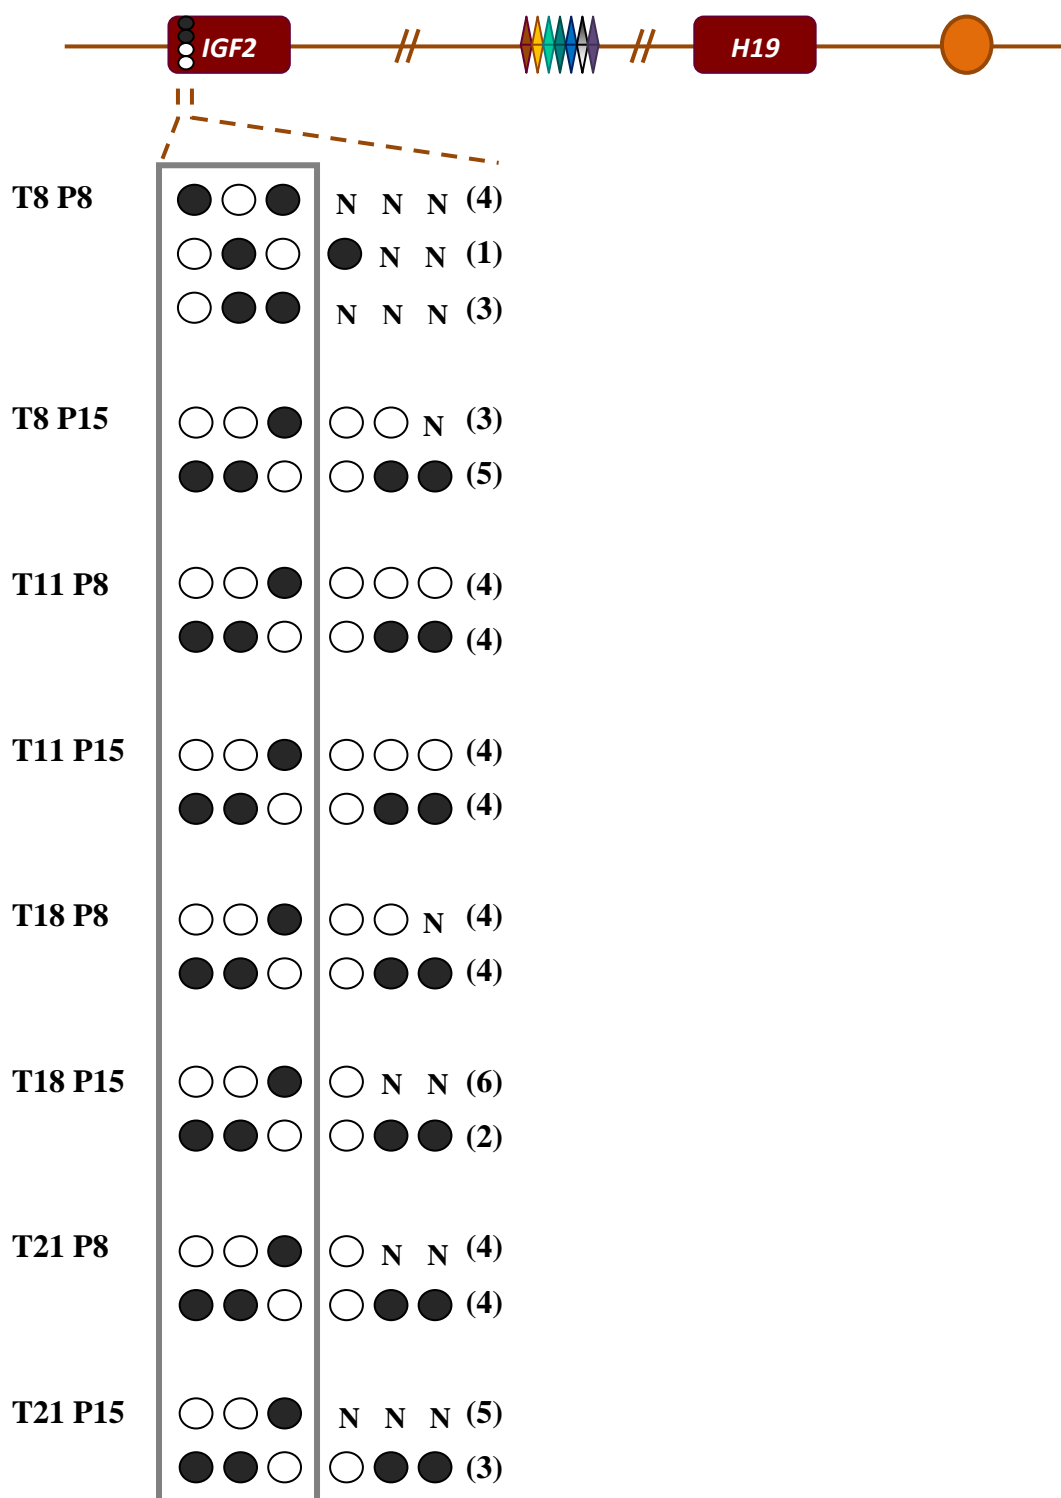 IGF2 H19
T8 P8 N N N (4)
N N (1)
N N N (3)
T8 P15 N (3)
(5)
T11 P8 (4)
(4)
T11 P15 (4)
(4)
T18 P8 N (4)
(4)
T18 P15 N N (6)
(2)
T21 P8 N N (4)
(4)
T21 P15 N N N (5)
(3)